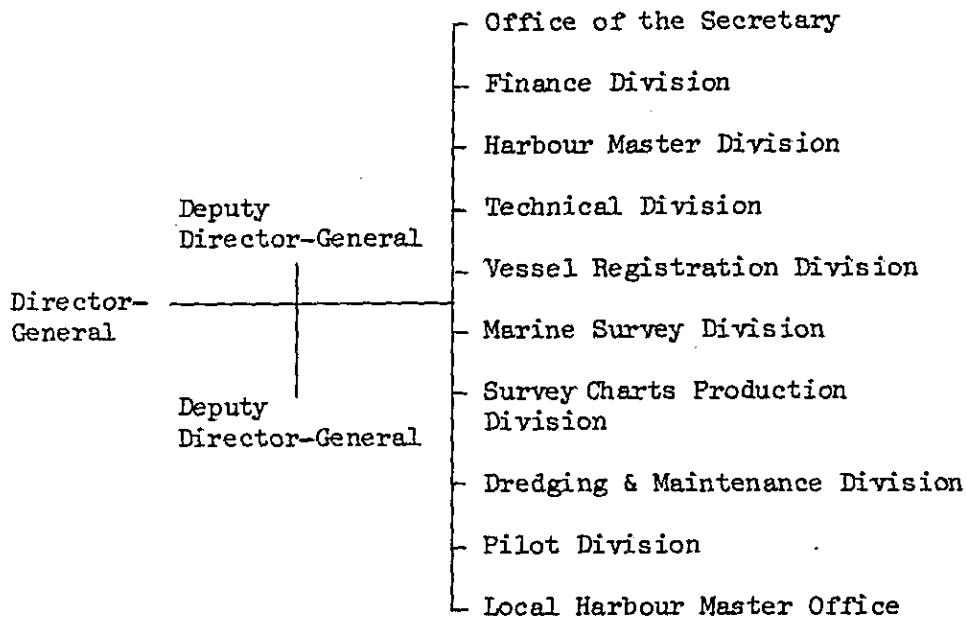 Office of the Secretary
Finance Division
Harbour Master Division
Deputy
Director-General
Technical Division
Vessel Registration Division
Director-
General
Marine Survey Division
Deputy
Director-General
Survey Charts Production
Division
Dredging & Maintenance Division
Pilot Division
Local Harbour Master Office